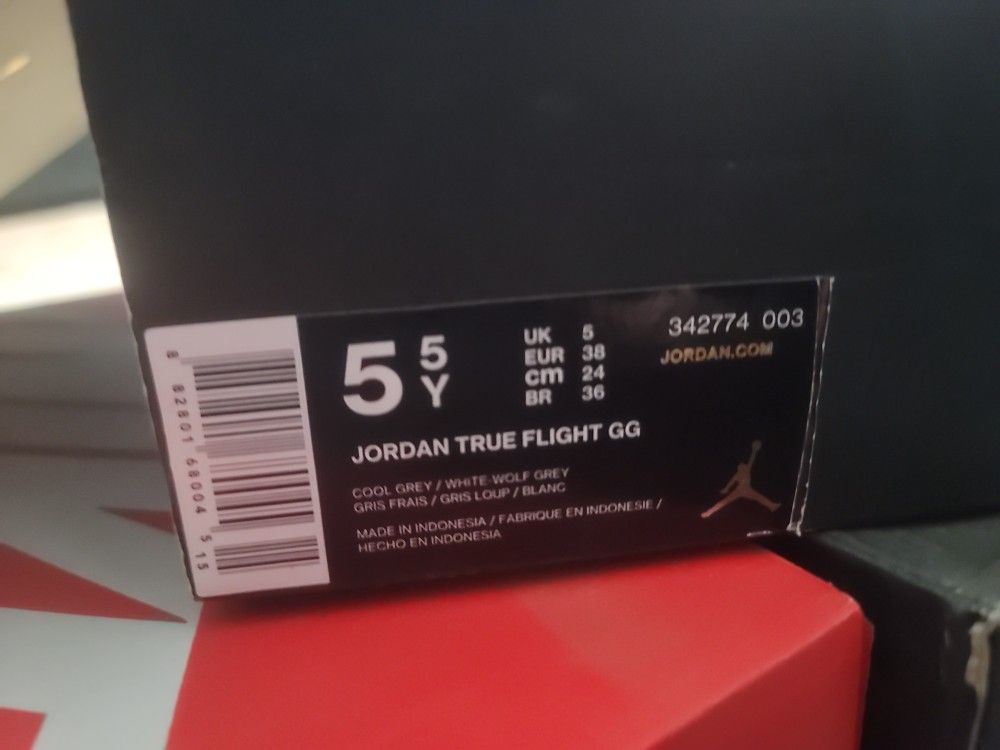 8 82801 68004 5 15
5 5
Y
UK 5
EUR 38
cm 24
BR 36
342774 003
JORDAN.COM
JORDAN TRUE FLIGHT GG
COOL GREY / WHITE-WOLF GREY
GRIS FRAIS / GRIS LOUP / BLANC
MADE IN INDONESIA / FABRIQUE EN INDONESIE /
HECHO EN INDONESIA